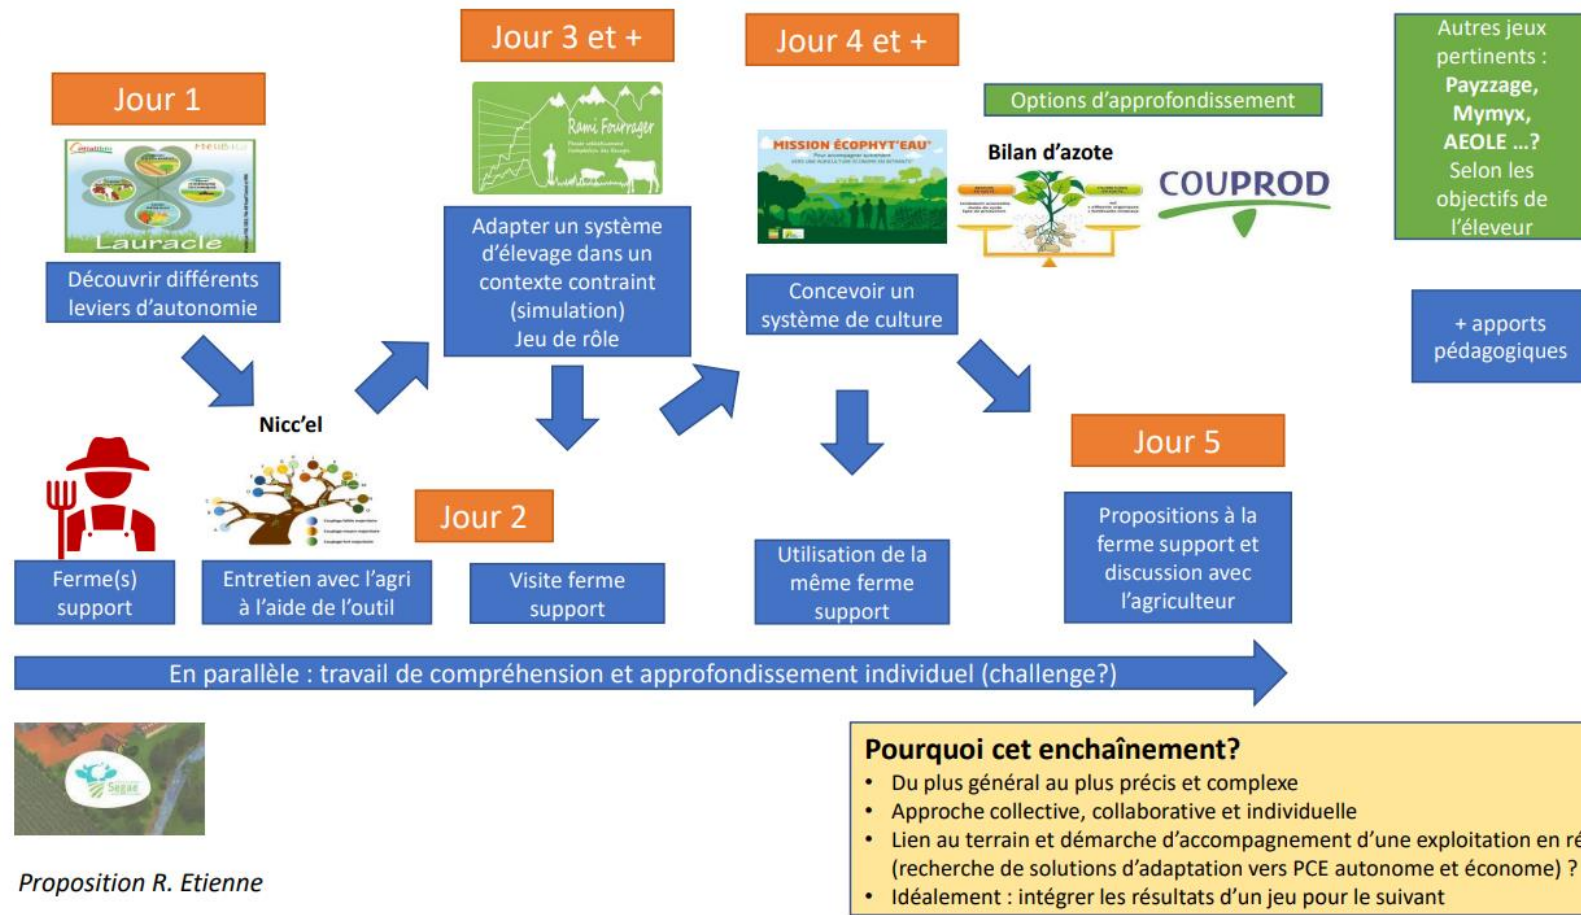 Jour 1
Lauracle
Découvrir différents
leviers d'autonomie
Jour 3 et +
Rami Fourrager
Adapter un système
d'élevage dans un
contexte contraint
(simulation)
Jeu de rôle
Jour 4 et +
MISSION ÉCOPHYT'EAU®
Concevoir un
système de culture
Options d'approfondissement
Bilan d'azote
COUPROD
Autres jeux
pertinents :
Payzzage,
Mymyx,
AEOLE ...?
Selon les
objectifs de
l'éleveur
+ apports
pédagogiques
Ferme(s)
support
Nicc'el
Entretien avec l'agri
à l'aide de l'outil
Jour 2
Visite ferme
support
Utilisation de la
même ferme
support
Jour 5
Propositions à la
ferme support et
discussion avec
l'agriculteur
En parallèle : travail de compréhension et approfondissement individuel (challenge?)
Segae
Proposition R. Etienne
Pourquoi cet enchaînement?
• Du plus général au plus précis et complexe
• Approche collective, collaborative et individuelle
• Lien au terrain et démarche d'accompagnement d'une exploitation en ré
(recherche de solutions d'adaptation vers PCE autonome et économe) ?
• Idéalement : intégrer les résultats d'un jeu pour le suivant